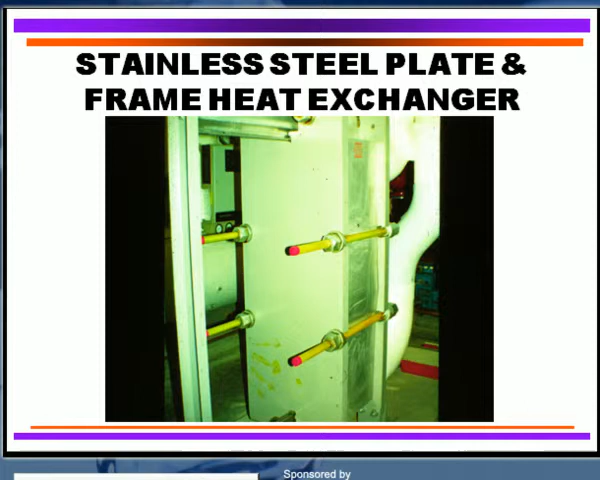 STAINLESS STEEL PLATE &
FRAME HEAT EXCHANGER
Sponsored by